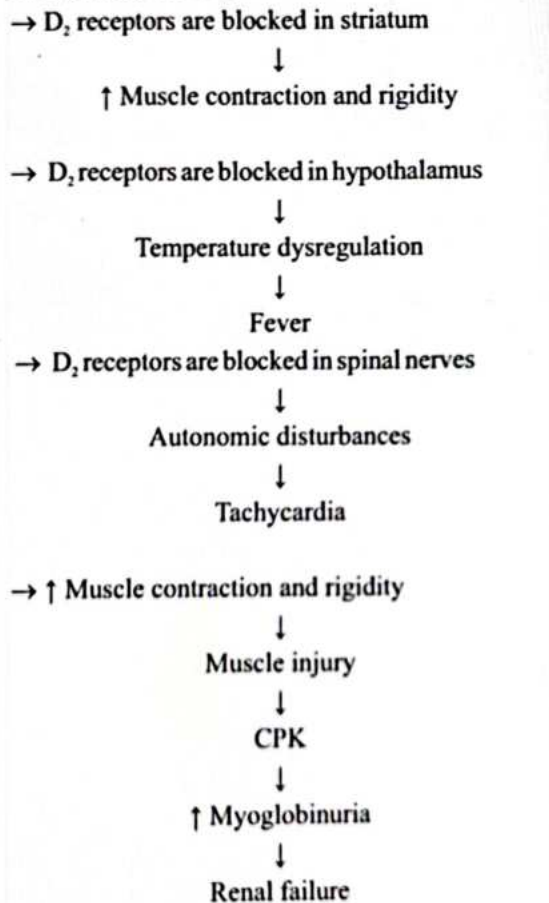 → D₂ receptors are blocked in striatum
↓
↑ Muscle contraction and rigidity
→ D₂ receptors are blocked in hypothalamus
↓
Temperature dysregulation
↓
Fever
→ D₂ receptors are blocked in spinal nerves
↓
Autonomic disturbances
↓
Tachycardia
→ ↑ Muscle contraction and rigidity
↓
Muscle injury
↓
CPK
↓
↑ Myoglobinuria
↓
Renal failure